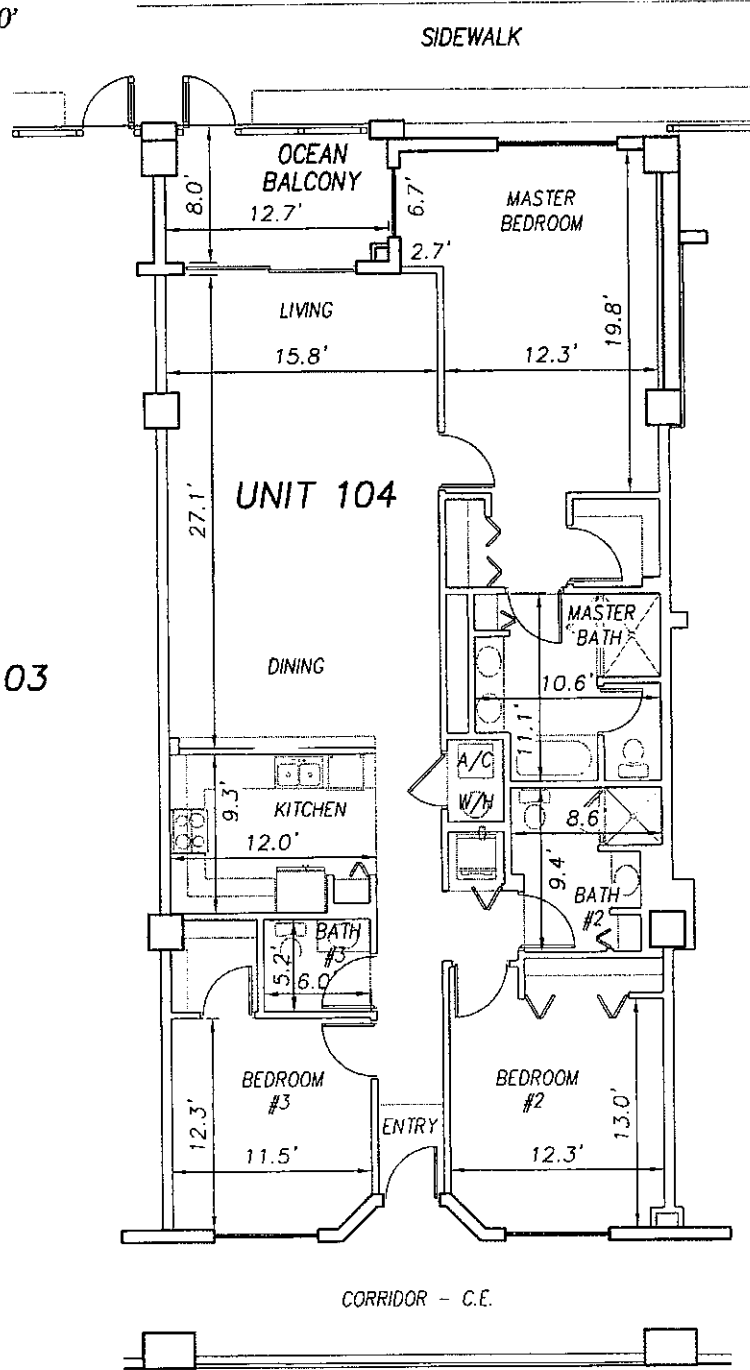 0'
SIDEWALK
OCEAN
BALCONY
8.0'
12.7'
6.7'
MASTER
BEDROOM
2.7'
LIVING
19.8'
15.8'
12.3'
UNIT 104
27.1'
MASTER
BATH
03
DINING
10.6'
11.1'
A/C
KITCHEN
W/H
9.3'
8.6
12.0'
9.4'
BATH
#2
BATH
#3
5.2'
6.0'
BEDROOM
#3
BEDROOM
#2
12.3'
ENTRY
13.0'
11.5'
12.3'
CORRIDOR - C.E.